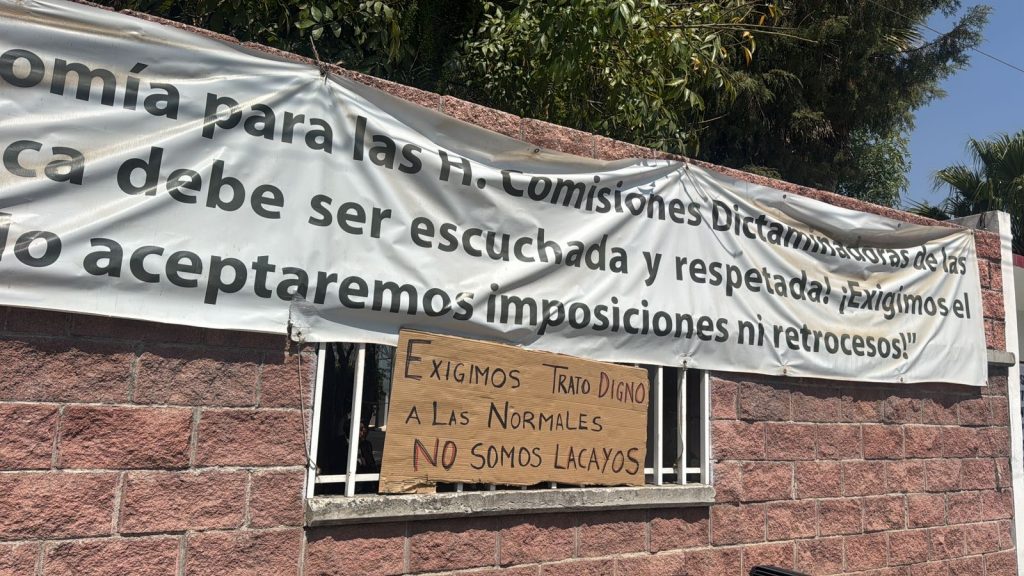 omía para las H. Comisiones Dictaminadoras de las
ca debe ser escuchada y respetada! ¡Exigimos el
No aceptaremos imposiciones ni retrocesos!"
EXIGIMOS TRATO DIGNO
A LAS NORMALES
NO SOMOS LACAYOS